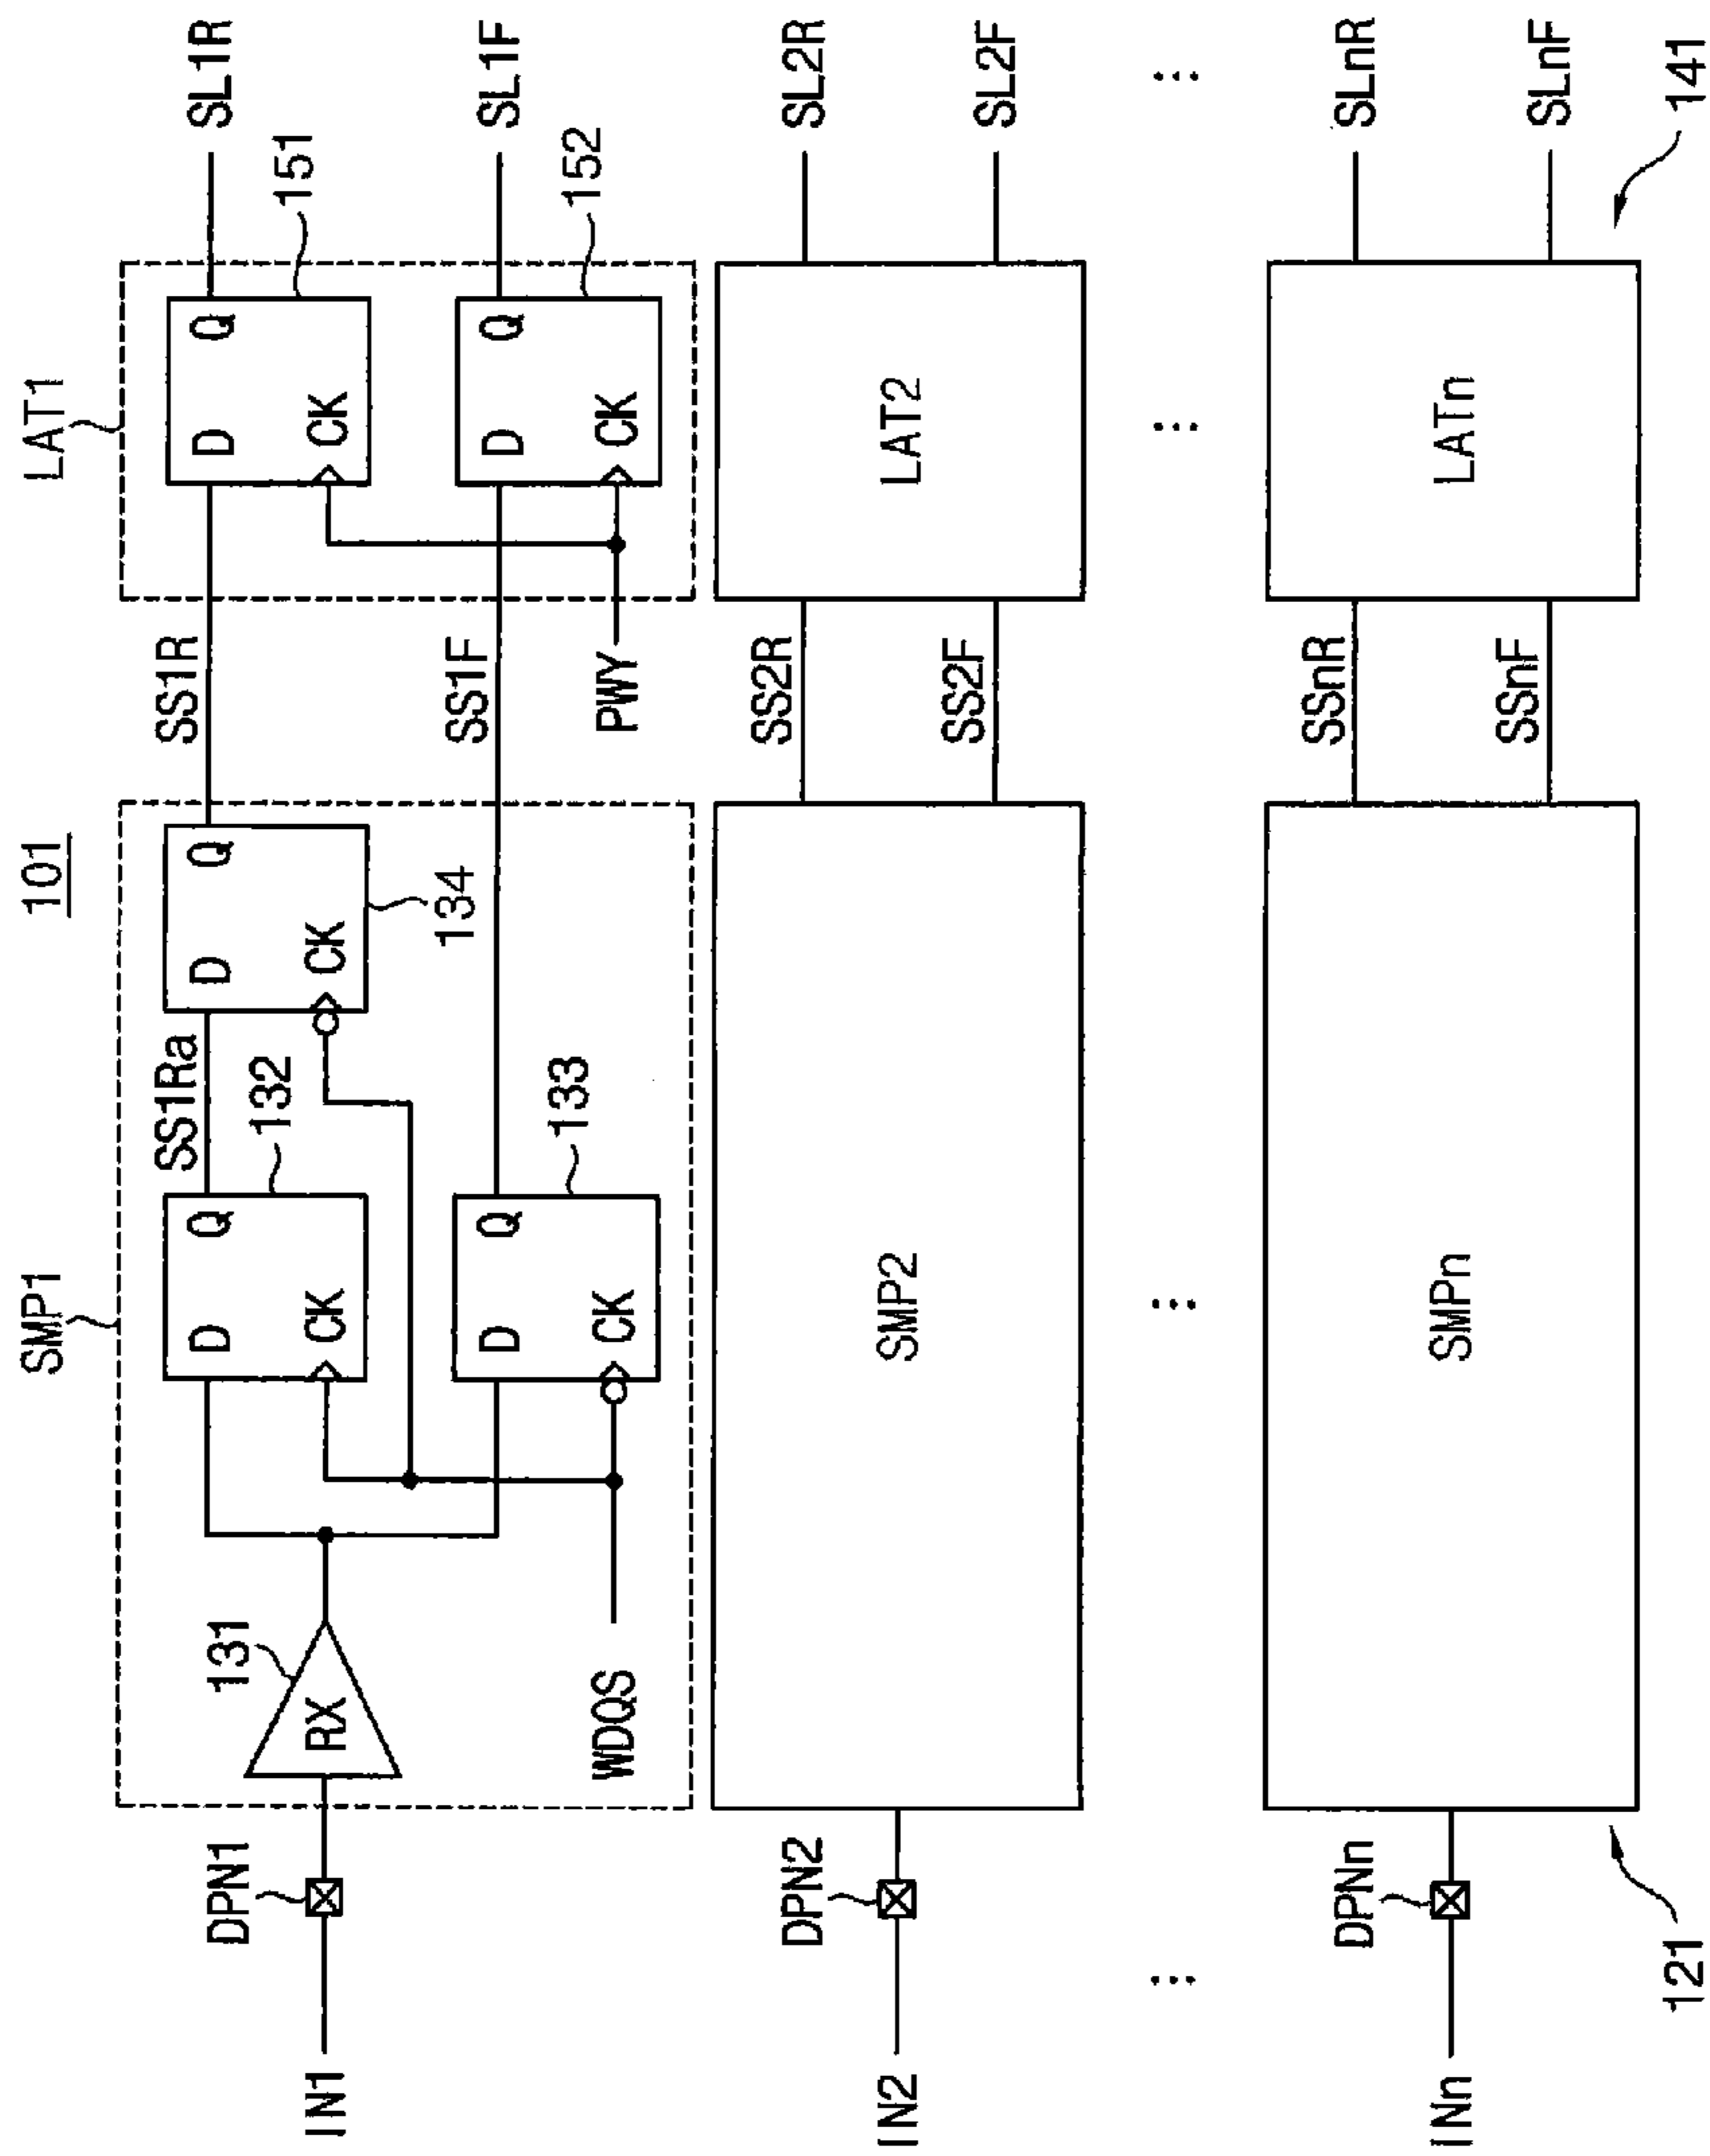 101
SMP1
LAT1
IN1
DPN1
131
RX
WDQS
D
Q
CK
132
SS1Ra
D
Q
CK
134
D
Q
CK
133
SS1R
SS1F
PWY
D
Q
CK
151
D
Q
CK
152
SL1R
SL1F
IN2
DPN2
SMP2
SS2R
SS2F
LAT2
SL2R
SL2F
INn
DPNn
SMPn
SSnR
SSnF
LATn
SLnR
SLnF
121
141